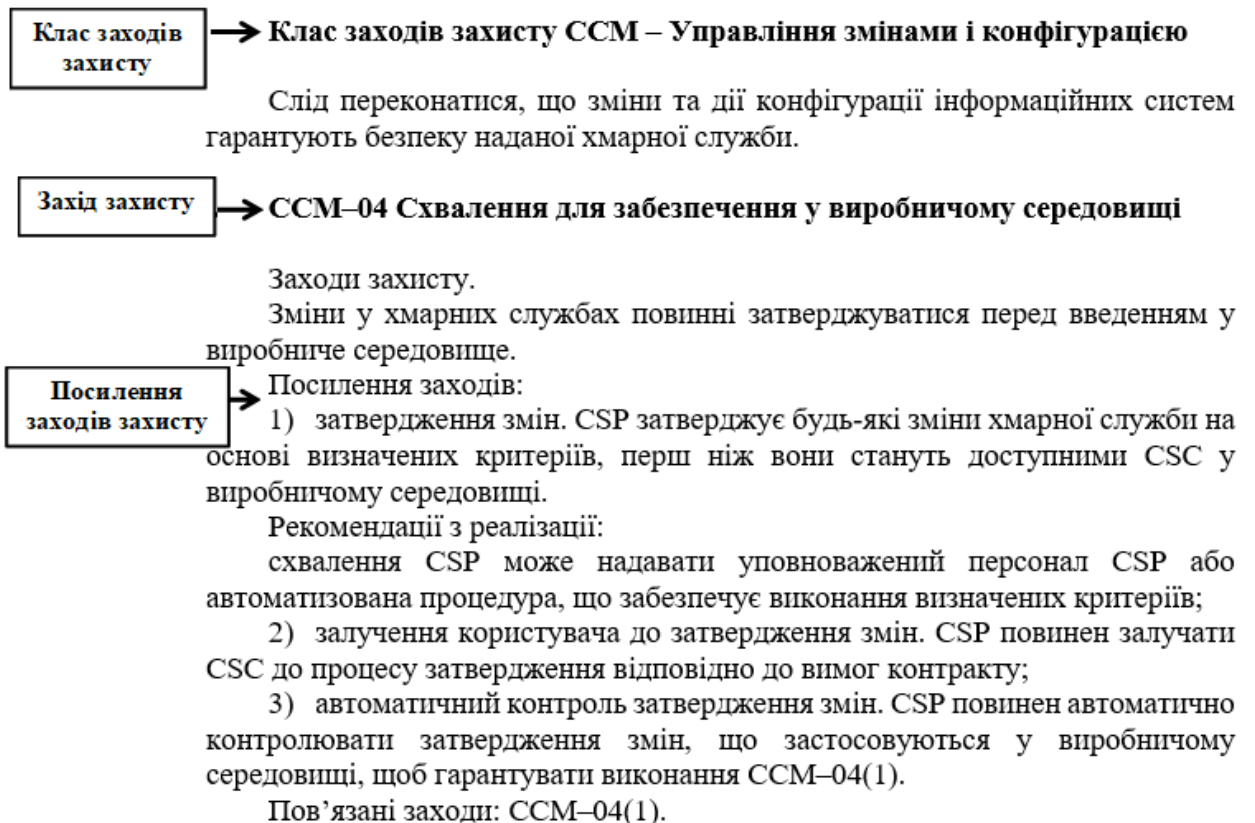 Клас заходів
захисту
Клас заходів захисту ССМ – Управління змінами і конфігурацією
Слід переконатися, що зміни та дії конфігурації інформаційних систем
гарантують безпеку наданої хмарної служби.
Захід захисту
ССМ–04 Схвалення для забезпечення у виробничому середовищі
Заходи захисту.
Зміни у хмарних службах повинні затверджуватися перед введенням у
виробниче середовище.
Посилення
заходів захисту
Посилення заходів:
1) затвердження змін. CSP затверджує будь-які зміни хмарної служби на
основі визначених критеріїв, перш ніж вони стануть доступними CSC у
виробничому середовищі.
Рекомендації з реалізації:
схвалення CSP може надавати уповноважений персонал CSP або
автоматизована процедура, що забезпечує виконання визначених критеріїв;
2) залучення користувача до затвердження змін. CSP повинен залучати
CSC до процесу затвердження відповідно до вимог контракту;
3) автоматичний контроль затвердження змін. CSP повинен автоматично
контролювати затвердження змін, що застосовуються у виробничому
середовищі, щоб гарантувати виконання ССМ–04(1).
Пов’язані заходи: ССМ–04(1).